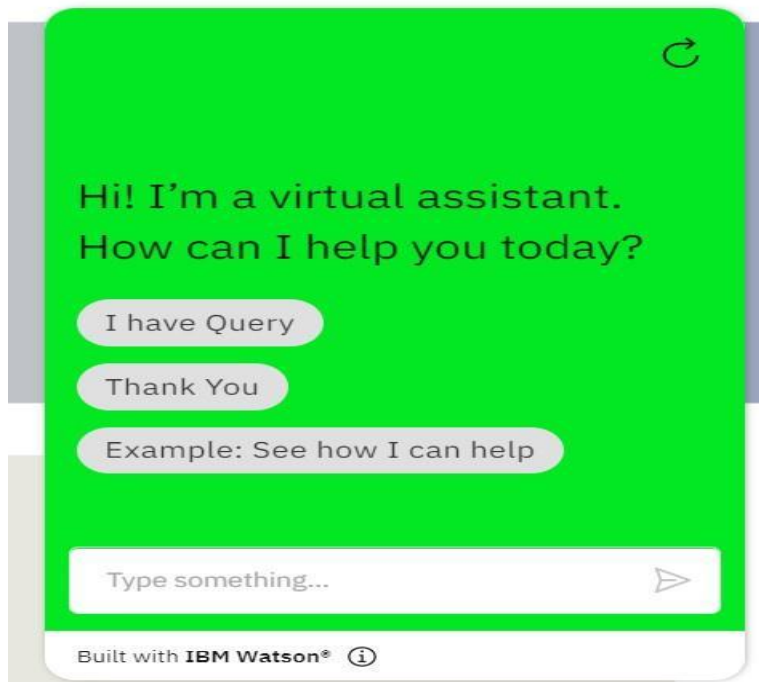 Hi! I’m a virtual assistant.
How can I help you today?
I have Query
Thank You
Example: See how I can help
Type something...
Built with IBM Watson®